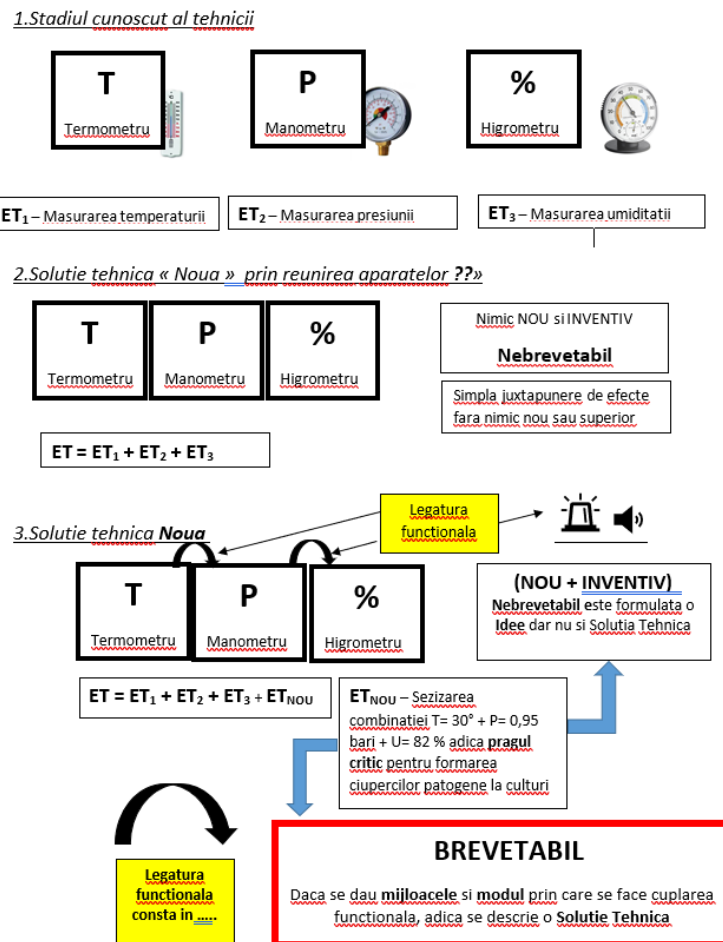 1.Stadiul cunoscut al tehnicii
T
Termometru
P
Manometru
%
Higrometru
ET1 – Masurarea temperaturii
ET2 – Masurarea presiunii
ET3 – Masurarea umiditatii
2.Solutie tehnica « Noua »  prin reunirea aparatelor ??»
T
Termometru
P
Manometru
%
Higrometru
Nimic NOU si INVENTIV
Nebrevetabil
Simpla juxtapunere de efecte
fara nimic nou sau superior
ET = ET1 + ET2 + ET3
Legatura
functionala
3.Solutie tehnica Noua
T
Termometru
P
Manometru
%
Higrometru
(NOU + INVENTIV)
Nebrevetabil este formulata o
Idee dar nu si Solutia Tehnica
ET = ET1 + ET2 + ET3 + ETNOU
ETNOU – Sezizarea
combinatiei T= 30° + P= 0,95
bari + U= 82 % adica pragul
critic pentru formarea
ciupercilor patogene la culturi
Legatura
functionala
consta in .....
BREVETABIL
Daca se dau mijloacele si modul prin care se face cuplarea
functionala, adica se descrie o Solutie Tehnica